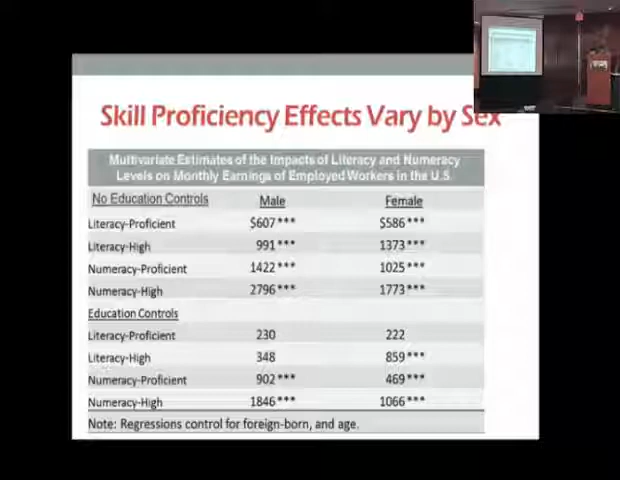 Skill Proficiency Effects Vary by Sex
Multivariate Estimates of the Impacts of Literacy and Numeracy
Levels on Monthly Earnings of Employed Workers in the U.S.
No Education Controls Male Female
Literacy-Proficient $607*** $586***
Literacy-High 991*** 1373***
Numeracy-Proficient 1422*** 1025***
Numeracy-High 2796*** 1773***
Education Controls
Literacy-Proficient 230 222
Literacy-High 348 859***
Numeracy-Proficient 902*** 469***
Numeracy-High 1846*** 1066***
Note: Regressions control for foreign-born, and age.